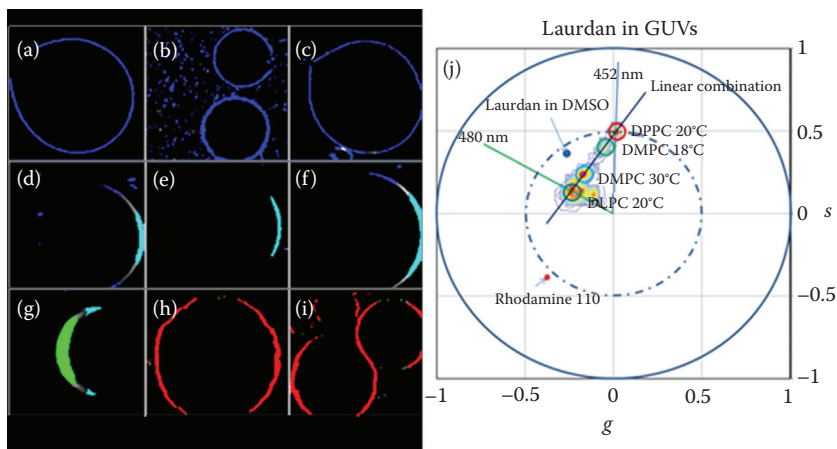 (a)
(b)
(c)
(d)
(e)
(f)
(g)
(h)
(i)
Laurdan in GUVs
(j)
452 nm
Linear combination
Laurdan in DMSO
480 nm
DPPC 20°C
DMPC 18°C
DMPC 30°C
DLPC 20°C
Rhodamine 110
1
0.5
0
s
−0.5
−1
−1
−0.5
0
0.5
1
g